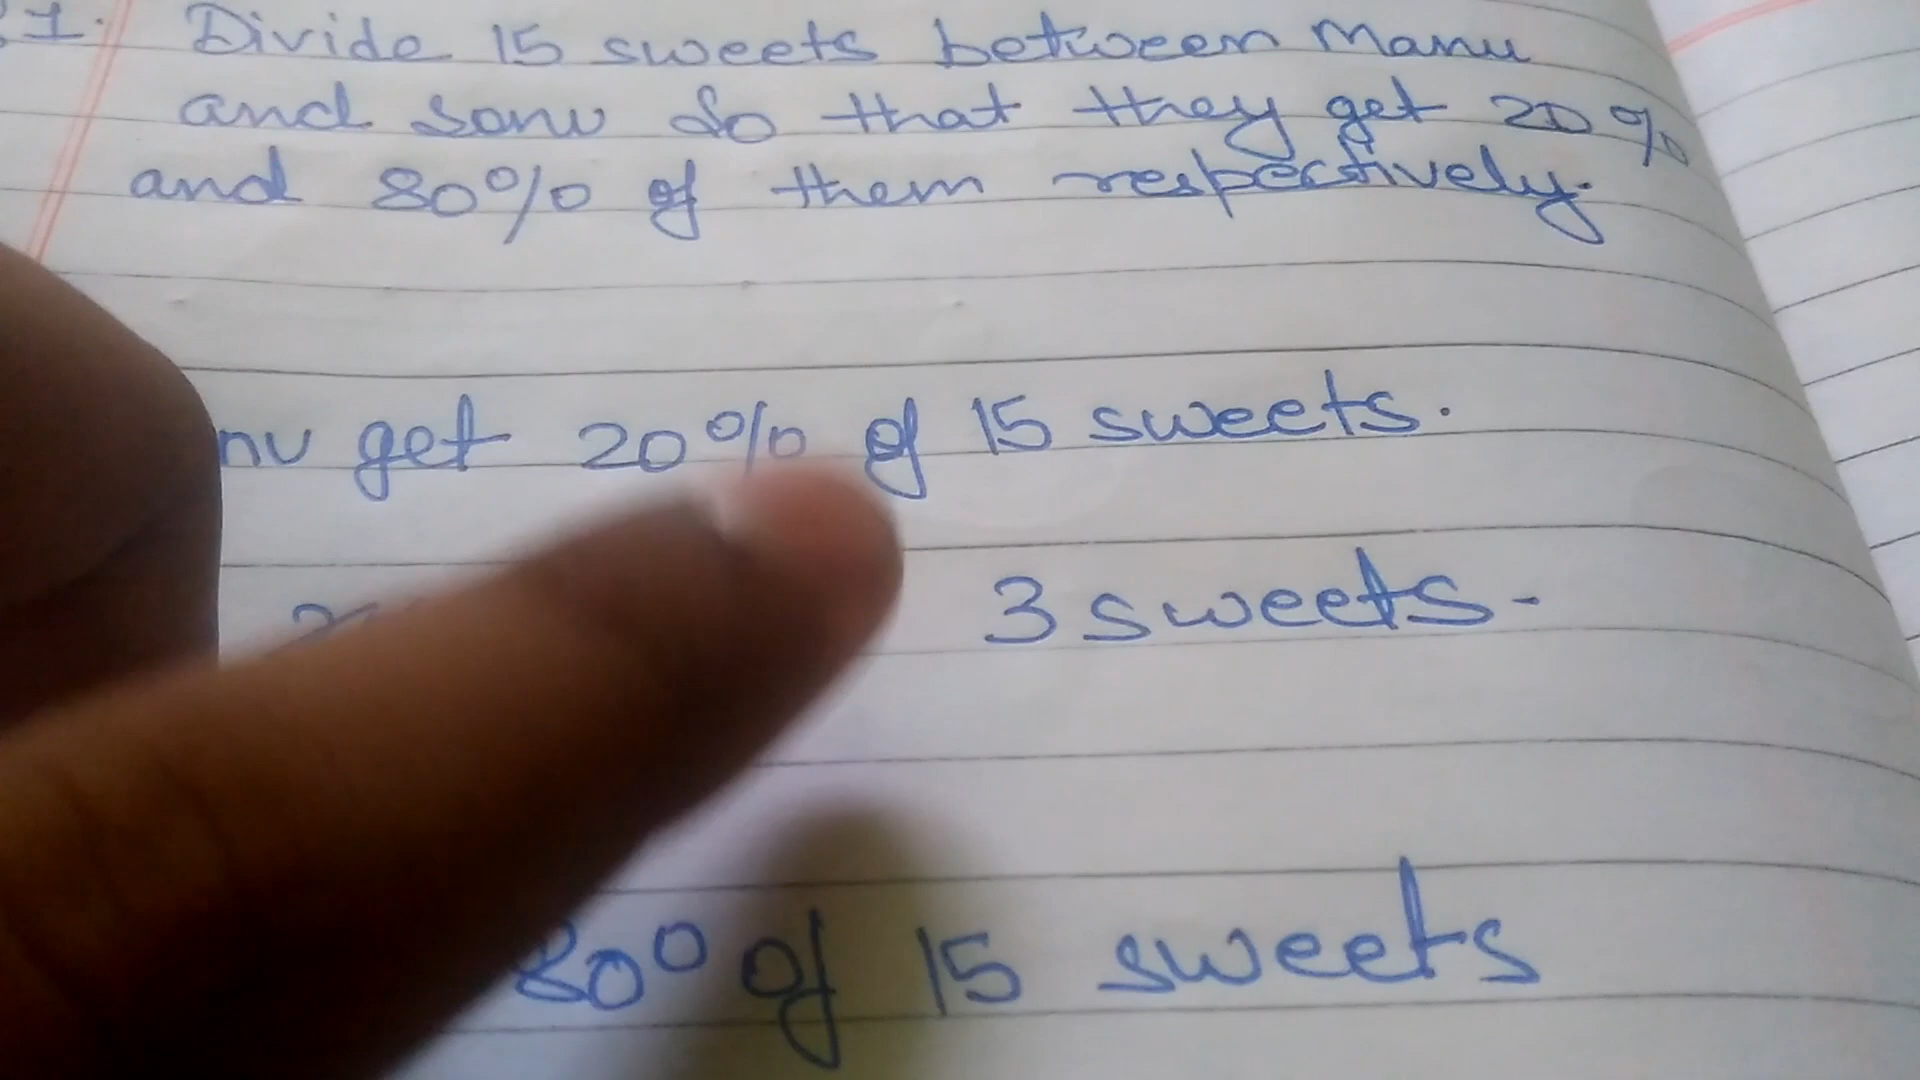 1. Divide 15 sweets between Manu
and Sonu So that they get 20%
and 80% of them respectively.
nu get 20% of 15 sweets.
3 sweets.
80% of 15 sweets